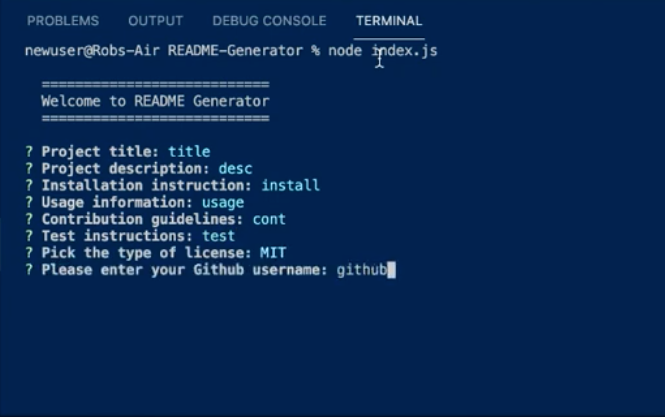 PROBLEMS OUTPUT DEBUG CONSOLE TERMINAL
newuser@Robs-Air README-Generator % node index.js
===========================
Welcome to README Generator
===========================
? Project title: title
? Project description: desc
? Installation instruction: install
? Usage information: usage
? Contribution guidelines: cont
? Test instructions: test
? Pick the type of license: MIT
? Please enter your Github username: github